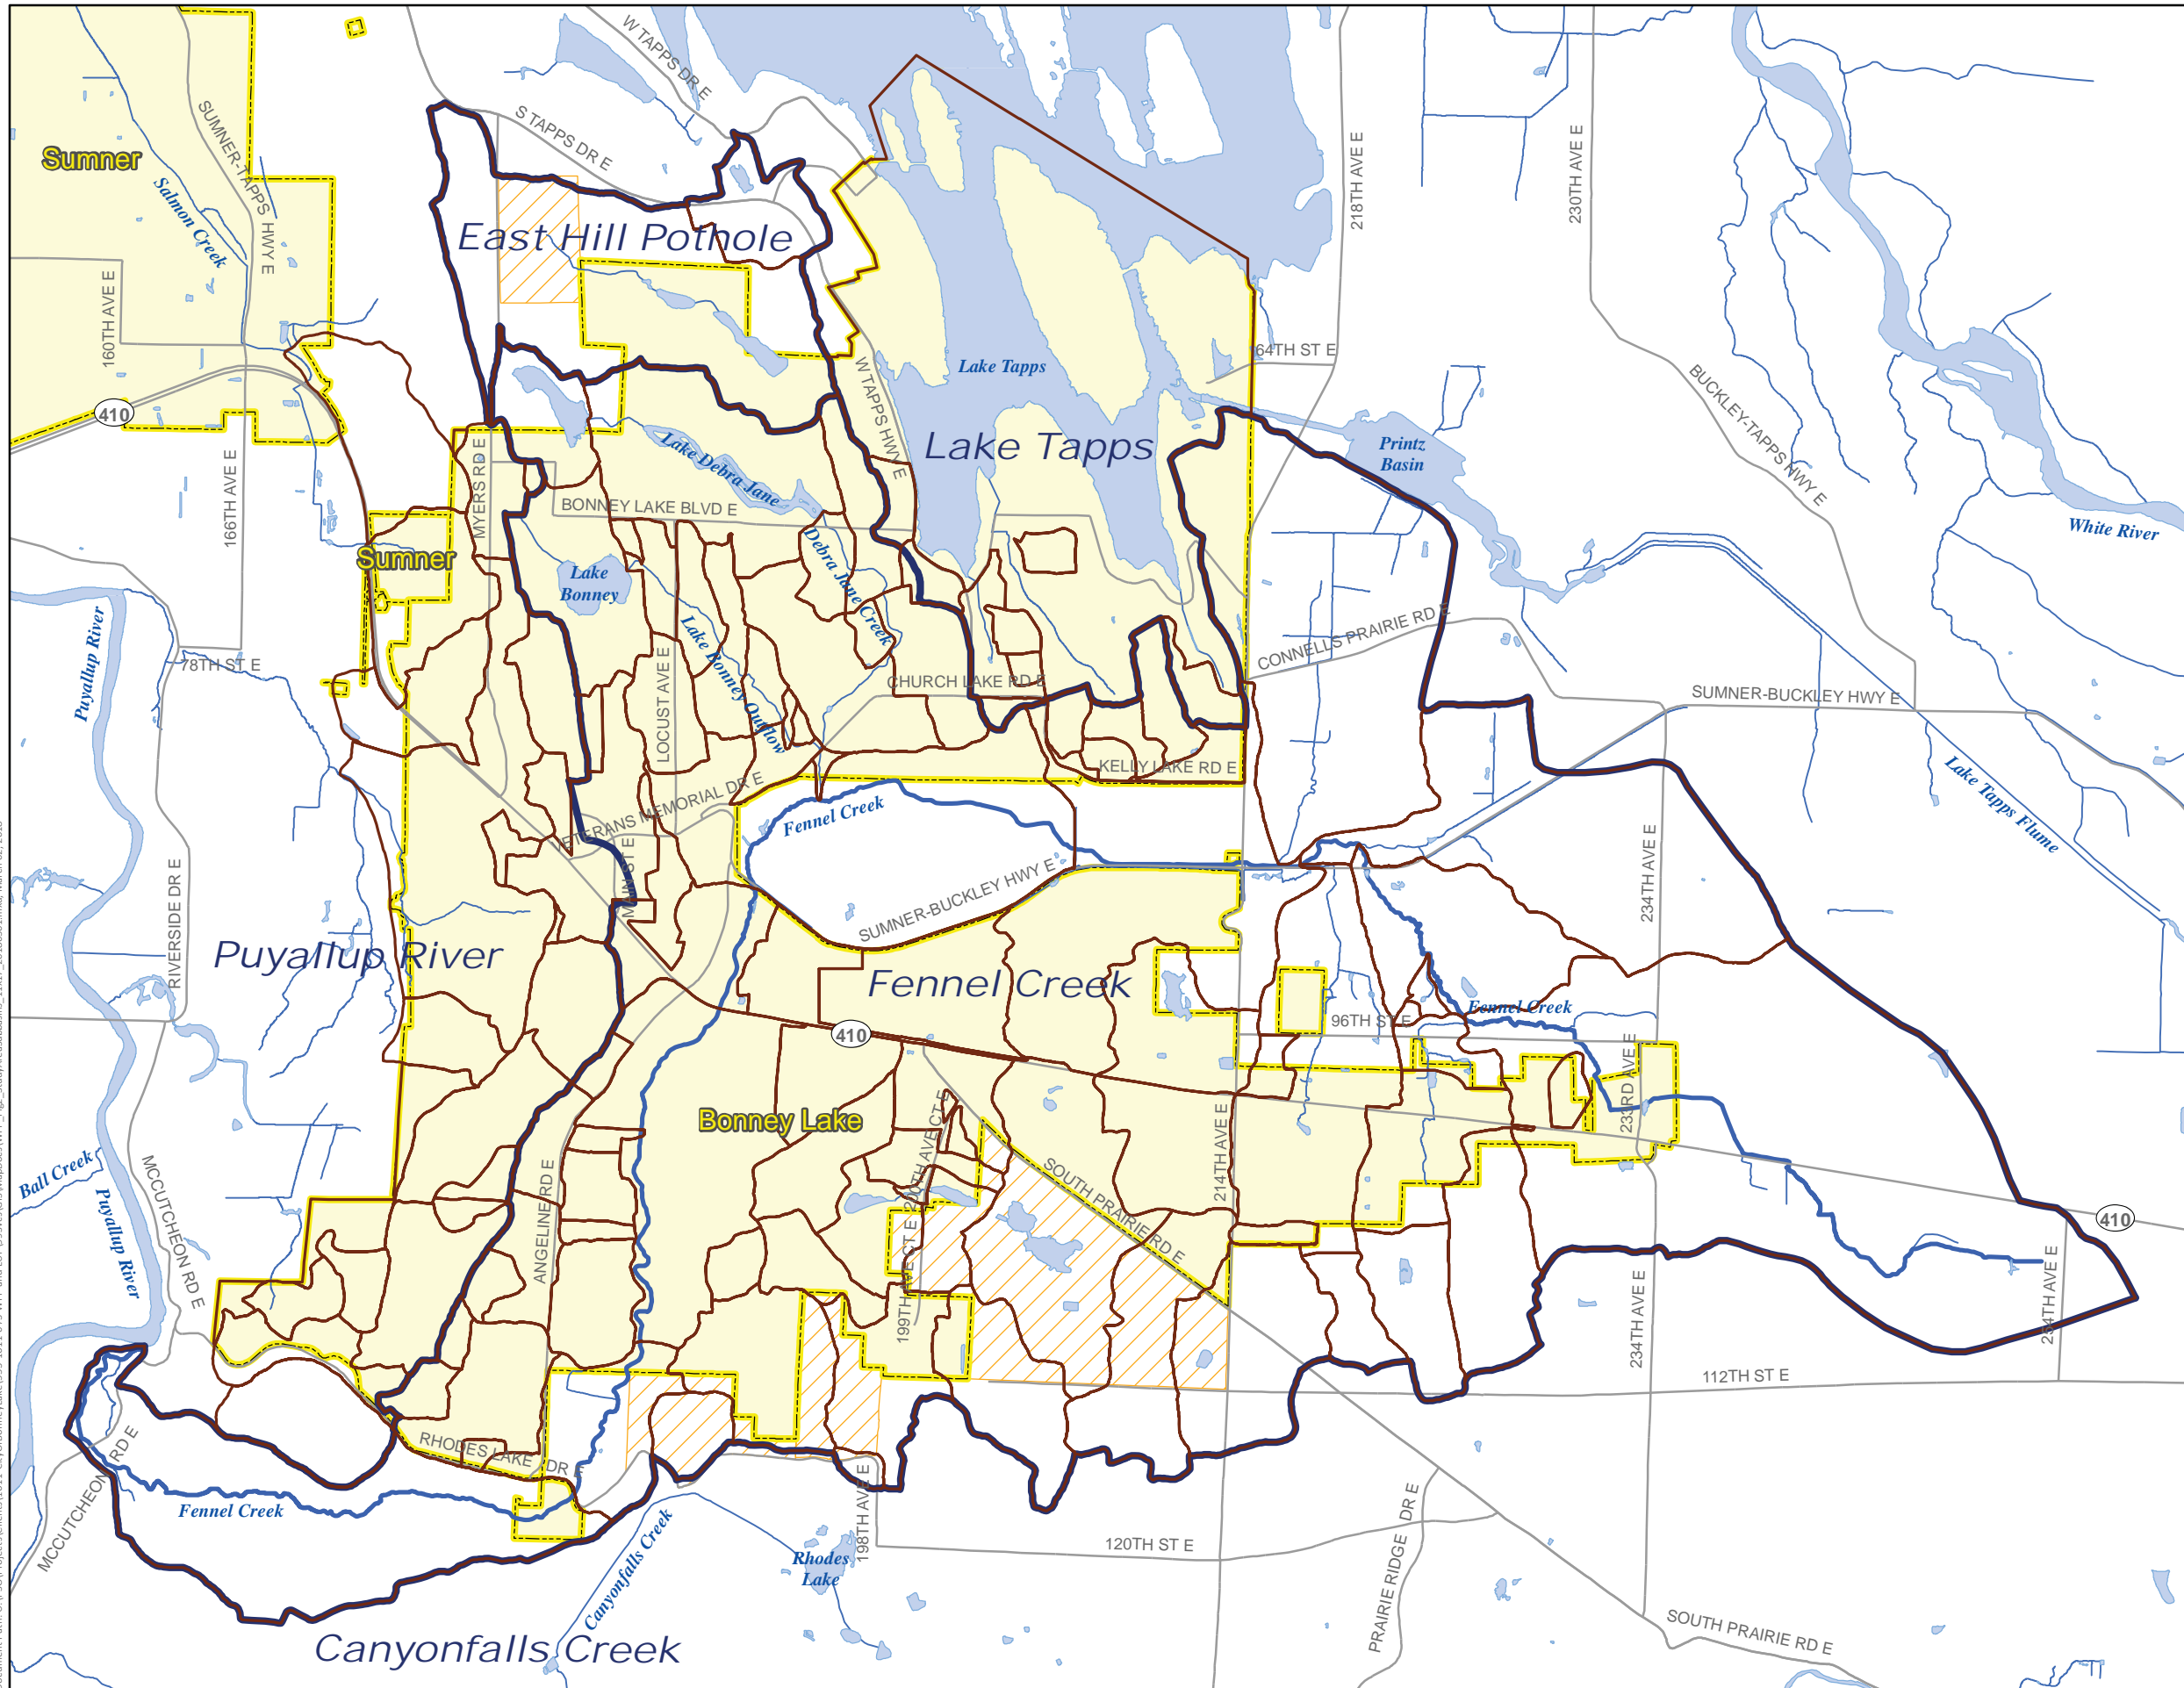 W TAPPS DR E
Sumner
SUMNER-TAPPS HWY E
S TAPPS DR E
Salmon Creek
East Hill Pothole
218TH AVE E
230TH AVE E
160TH AVE E
64TH ST E
Lake Tapps
W TAPPS HWY E
BUCKLEY-TAPPS HWY E
410
Lake Tapps
Printz
Basin
MYERS RD E
Lake Debra Jane
166TH AVE E
BONNEY LAKE BLVD E
White River
Sumner
Lake
Bonney
Debra Jane Creek
Puyallup River
Lake Bonney Outflow
CONNELLS PRAIRIE RD E
78TH ST E
LOCUST AVE E
CHURCH LAKE RD E
SUMNER-BUCKLEY HWY E
KELLY LAKE RD E
Lake Tapps Flume
VETERANS MEMORIAL DR E
Fennel Creek
MAIN ST E
RIVERSIDE DR E
SUMNER-BUCKLEY HWY E
234TH AVE E
Puyallup River
Fennel Creek
Fennel Creek
410
96TH ST E
233RD AVE E
Bonney Lake
200TH AVE CT E
214TH AVE E
Ball Creek
MCCUTCHEON RD E
Puyallup River
ANGELINE RD E
SOUTH PRAIRIE RD E
410
199TH AVE CT E
234TH AVE E
254TH AVE E
112TH ST E
RHODES LAKE DR E
MCCUTCHEON RD E
Fennel Creek
198TH AVE E
Canyonfalls Creek
Rhodes
Lake
120TH ST E
PRAIRIE RIDGE DR E
SOUTH PRAIRIE RD E
Canyonfalls Creek